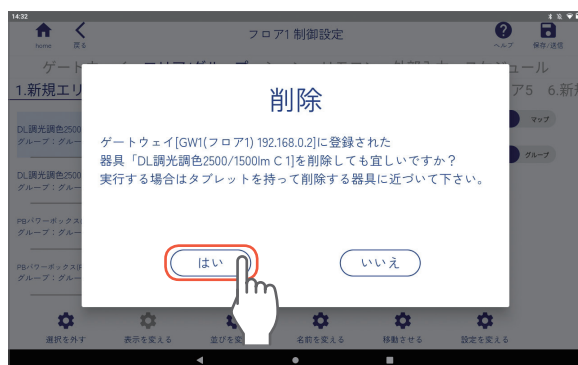 14:32
フロア1 制御設定
home 戻る ヘルプ 保存/送信
1.新規エリ
ア5 6.新規
DL調光調色2500
グループ：グルー
マップ
グループ
DL調光調色2500
グループ：グルー
PBパワーボックス(
グループ：グルー
PBパワーボックス(R
グループ：グルー
削除
ゲートウェイ[GW1(フロア1) 192.168.0.2]に登録された
器具「DL調光調色2500/1500lm C 1]を削除しても宜しいですか？
実行する場合はタブレットを持って削除する器具に近づいて下さい。
はい いいえ
選択を外す 表示を変える 並びを変 名前を変える 移動させる 設定を変える